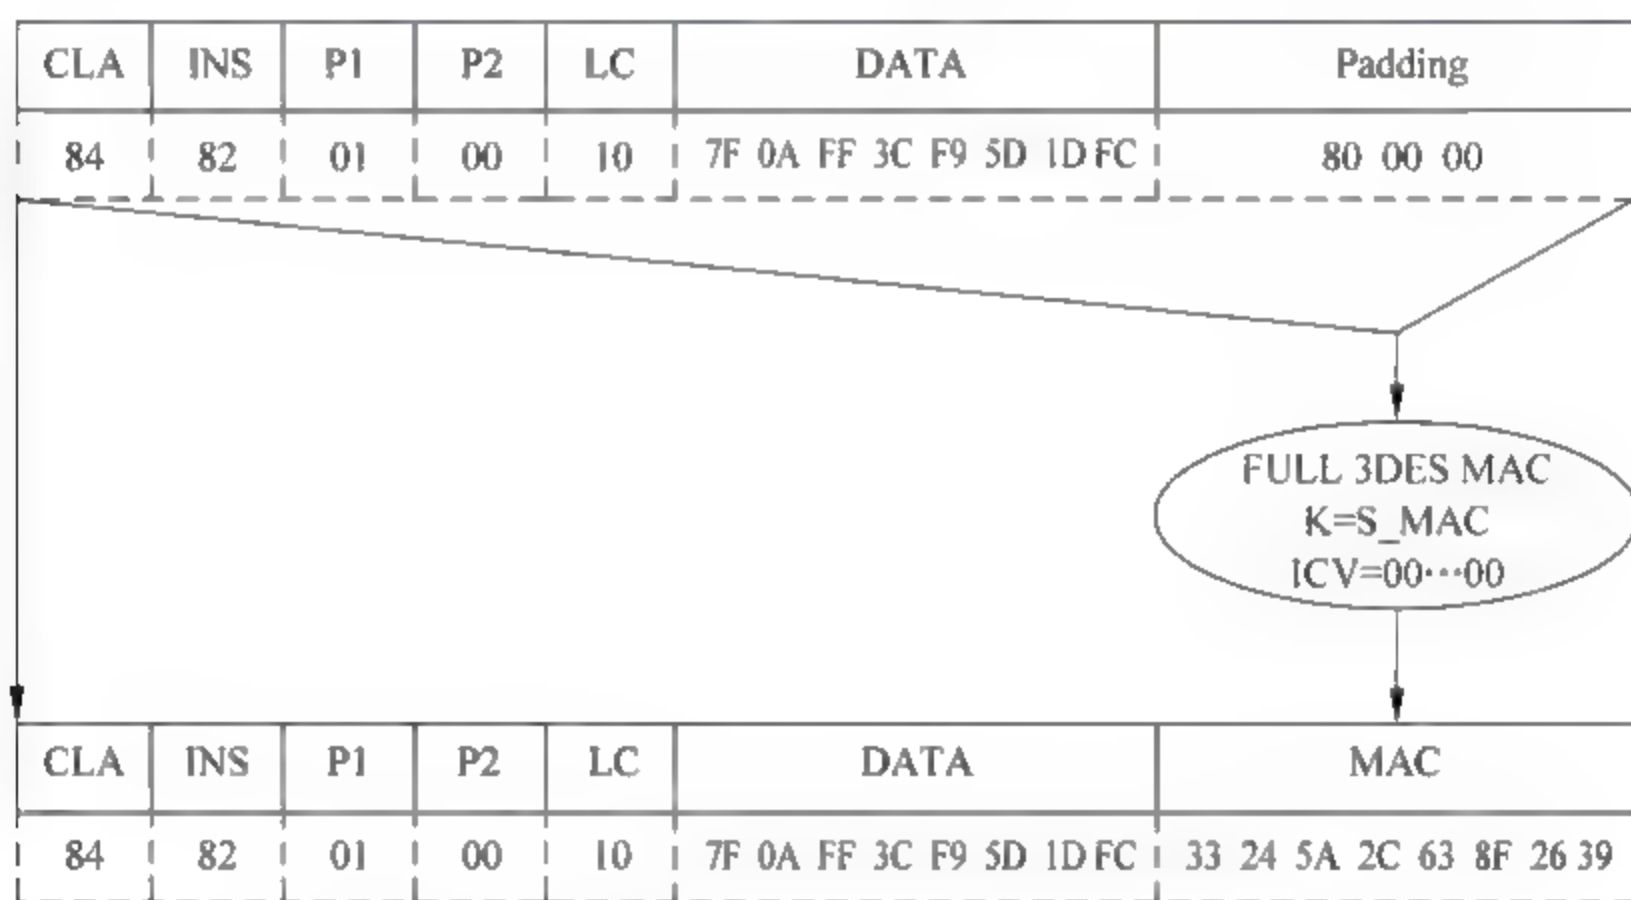 CLA INS P1 P2 LC DATA Padding
84 82 01 00 10 7F 0A FF 3C F9 5D 1D FC 80 00 00
FULL 3DES MAC
K=S_MAC
ICV=00···00
CLA INS P1 P2 LC DATA MAC
84 82 01 00 10 7F 0A FF 3C F9 5D 1D FC 33 24 5A 2C 63 8F 26 39